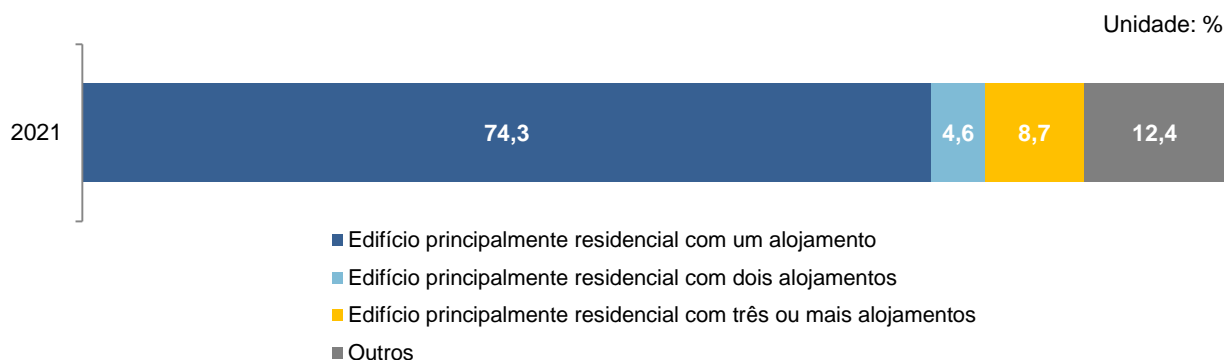 Unidade: %
2021
74,3
4,6
8,7
12,4
Edifício principalmente residencial com um alojamento
Edifício principalmente residencial com dois alojamentos
Edifício principalmente residencial com três ou mais alojamentos
Outros